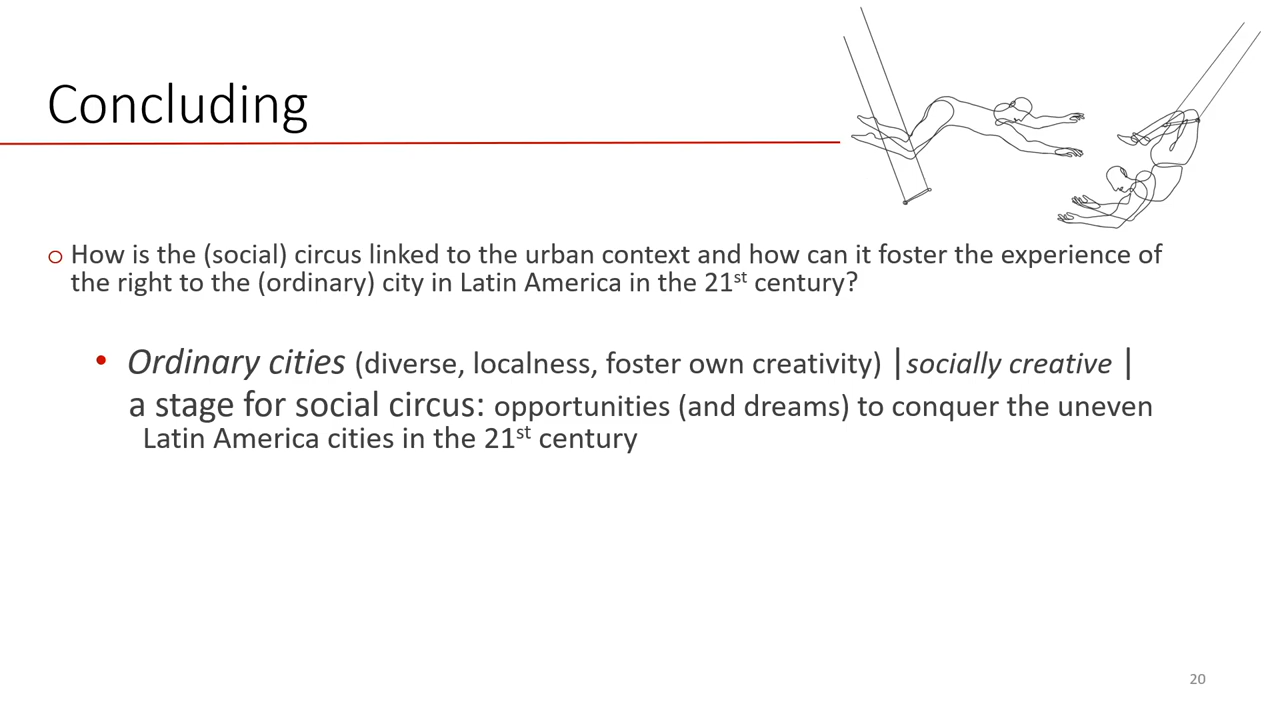 Concluding
o How is the (social) circus linked to the urban context and how can it foster the experience of
the right to the (ordinary) city in Latin America in the 21st century?
• Ordinary cities (diverse, localness, foster own creativity) |socially creative |
a stage for social circus: opportunities (and dreams) to conquer the uneven
Latin America cities in the 21st century
20